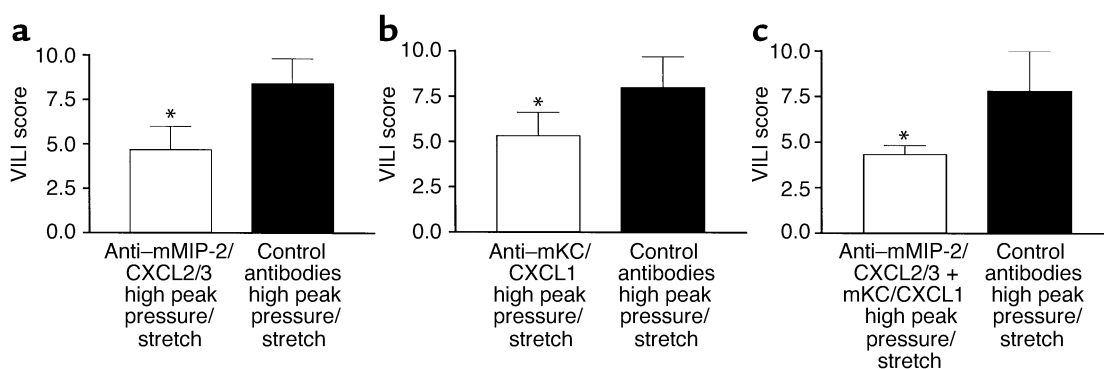 a
VILI score
10.0
7.5
5.0
2.5
0.0
*
Anti–mMIP-2/
CXCL2/3
high peak
pressure/
stretch
Control
antibodies
high peak
pressure/
stretch
b
VILI score
10.0
7.5
5.0
2.5
0.0
*
Anti–mKC/
CXCL1
high peak
pressure/
stretch
Control
antibodies
high peak
pressure/
stretch
c
VILI score
10.0
7.5
5.0
2.5
0.0
*
Anti–mMIP-2/
CXCL2/3 +
mKC/CXCL1
high peak
pressure/
stretch
Control
antibodies
high peak
pressure/
stretch